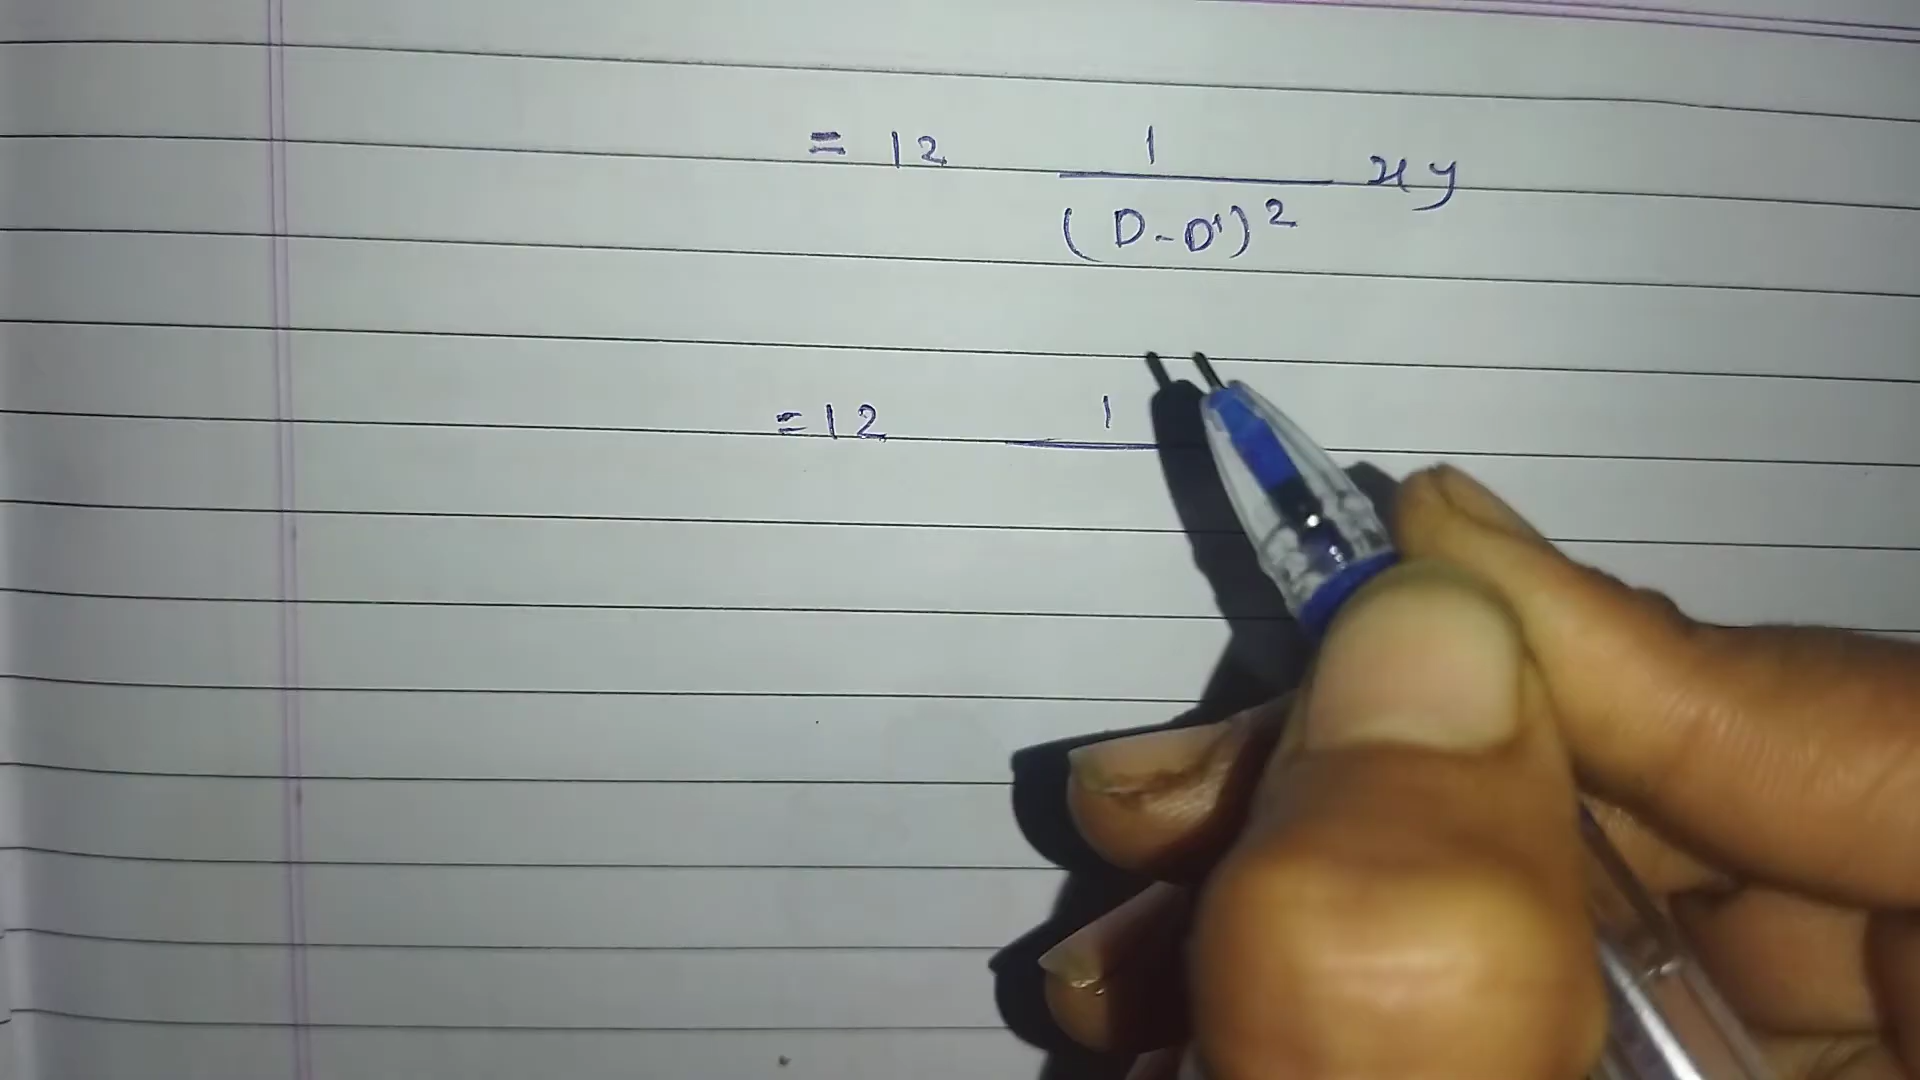 = 12 1/(D-D')² xy
= 12 1